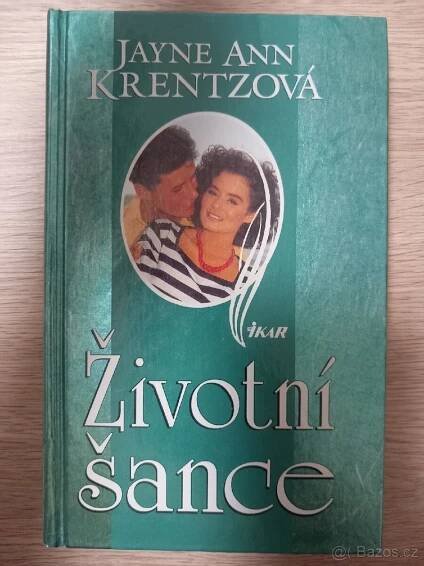 JAYNE ANN
KRENTZOVÁ
IKAR
Životní
šance
@( Bazos.cz